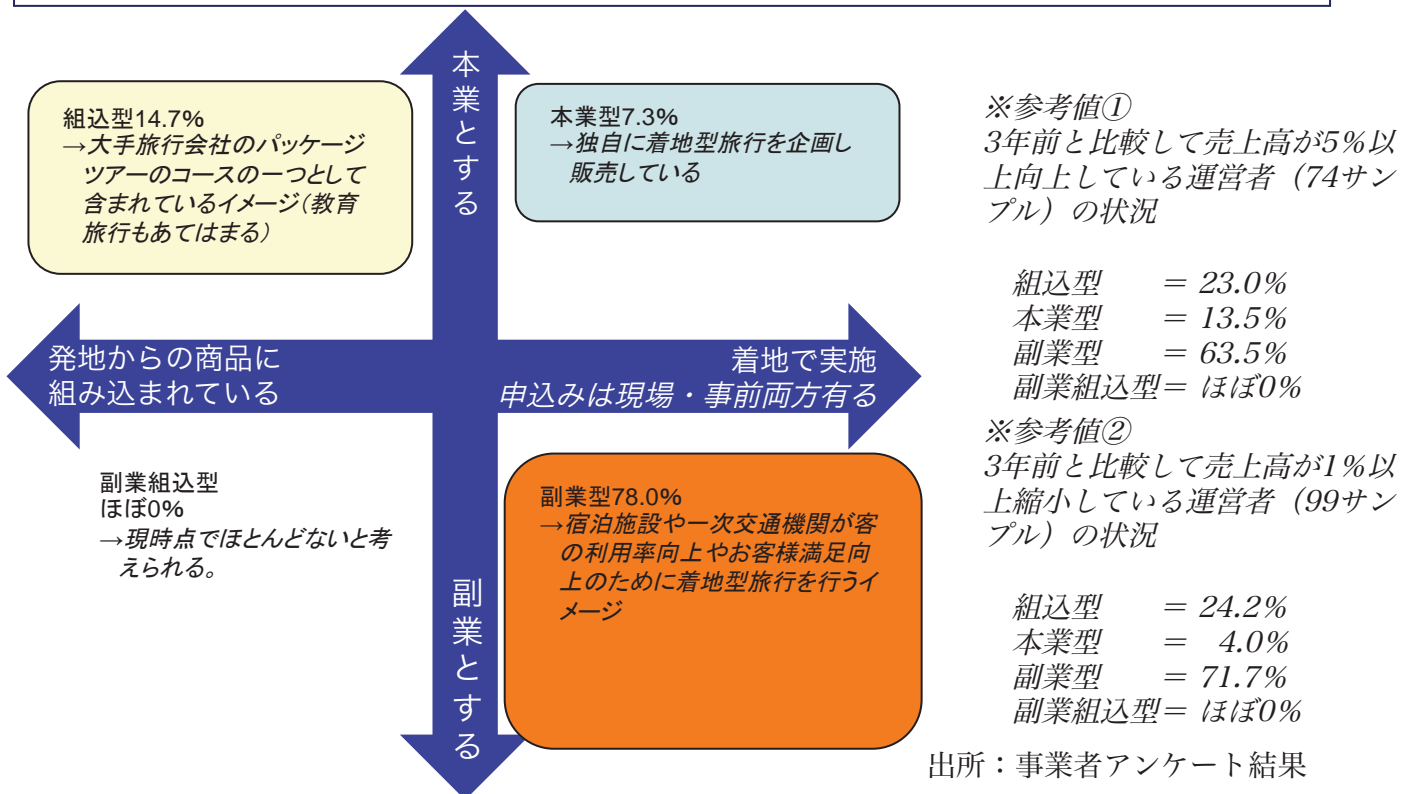 本業とする
組込型14.7%
→大手旅行会社のパッケージ
ツアーのコースの一つとして
含まれているイメージ（教育
旅行もあてはまる）
本業型7.3%
→独自に着地型旅行を企画し
販売している
発地からの商品に
組み込まれている
着地で実施
申込みは現場・事前両方有る
副業組込型
ほぼ0%
→現時点でほとんどないと考
えられる。
副業型78.0%
→宿泊施設や一次交通機関が客
の利用率向上やお客様満足向
上のために着地型旅行を行うイ
メージ
副業とする
※参考値①
3年前と比較して売上高が5%以
上向上している運営者（74サン
プル）の状況
組込型　　＝ 23.0%
本業型　　＝ 13.5%
副業型　　＝ 63.5%
副業組込型＝ ほぼ0%
※参考値②
3年前と比較して売上高が1%以
上縮小している運営者（99サン
プル）の状況
組込型　　＝ 24.2%
本業型　　＝ 4.0%
副業型　　＝ 71.7%
副業組込型＝ ほぼ0%
出所：事業者アンケート結果